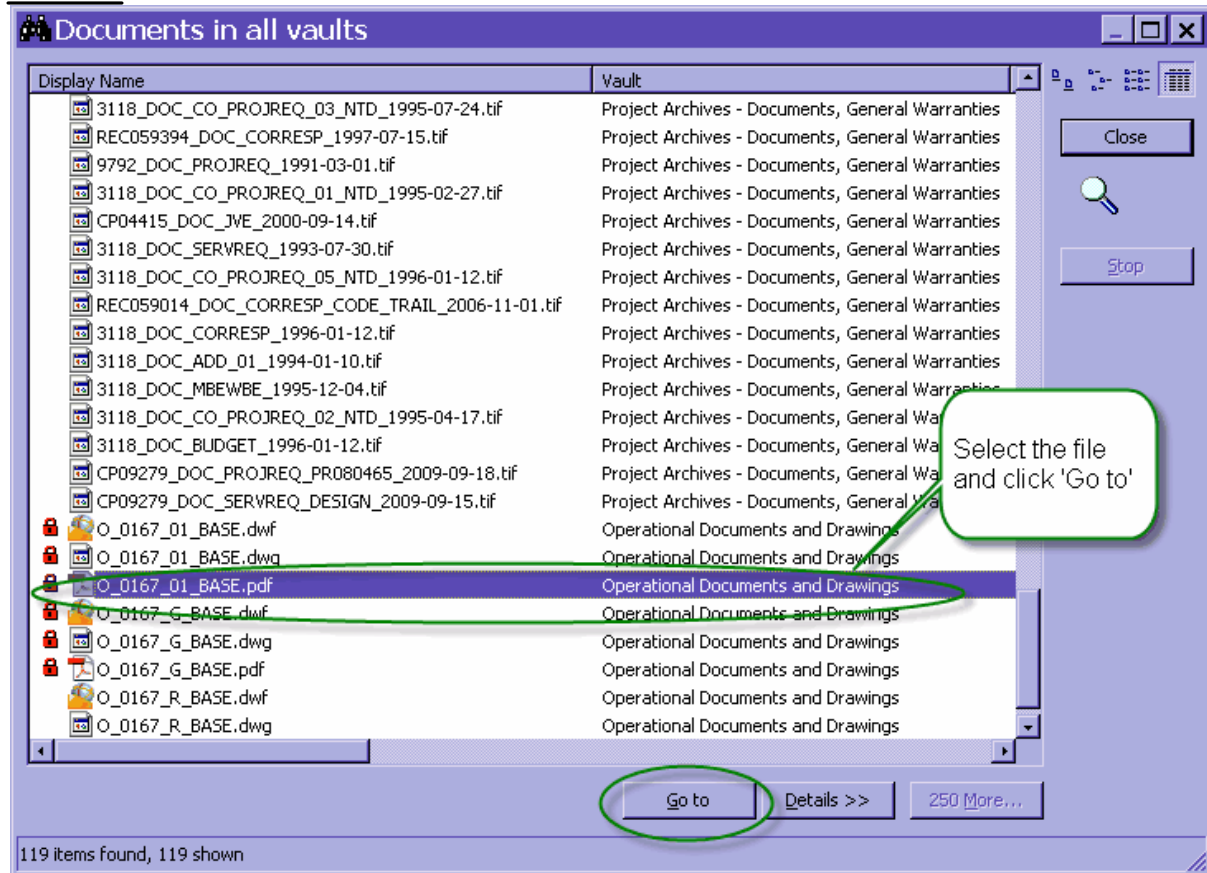 Documents in all vaults
Display Name Vault
3118_DOC_CO_PROJREQ_03_NTD_1995-07-24.tif Project Archives - Documents, General Warranties
REC059394_DOC_CORRESP_1997-07-15.tif Project Archives - Documents, General Warranties
9792_DOC_PROJREQ_1991-03-01.tif Project Archives - Documents, General Warranties
3118_DOC_CO_PROJREQ_01_NTD_1995-02-27.tif Project Archives - Documents, General Warranties
CP04415_DOC_JVE_2000-09-14.tif Project Archives - Documents, General Warranties
3118_DOC_SERVREQ_1993-07-30.tif Project Archives - Documents, General Warranties
3118_DOC_CO_PROJREQ_05_NTD_1996-01-12.tif Project Archives - Documents, General Warranties
REC059014_DOC_CORRESP_CODE_TRAIL_2006-11-01.tif Project Archives - Documents, General Warranties
3118_DOC_CORRESP_1996-01-12.tif Project Archives - Documents, General Warranties
3118_DOC_ADD_01_1994-01-10.tif Project Archives - Documents, General Warranties
3118_DOC_MBEWBE_1995-12-04.tif Project Archives - Documents, General Warranties
3118_DOC_CO_PROJREQ_02_NTD_1995-04-17.tif Project Archives - Documents, General Wa
3118_DOC_BUDGET_1996-01-12.tif Project Archives - Documents, General Wa
CP09279_DOC_PROJREQ_PR080465_2009-09-18.tif Project Archives - Documents, General Wa
CP09279_DOC_SERVREQ_DESIGN_2009-09-15.tif Project Archives - Documents, General Wa
O_0167_01_BASE.dwf Operational Documents and Drawings
O_0167_01_BASE.dwg Operational Documents and Drawings
O_0167_01_BASE.pdf Operational Documents and Drawings
O_0167_G_BASE.dwf Operational Documents and Drawings
O_0167_G_BASE.dwg Operational Documents and Drawings
O_0167_G_BASE.pdf Operational Documents and Drawings
O_0167_R_BASE.dwf Operational Documents and Drawings
O_0167_R_BASE.dwg Operational Documents and Drawings
Close
Stop
Select the file
and click 'Go to'
Go to Details >> 250 More...
119 items found, 119 shown